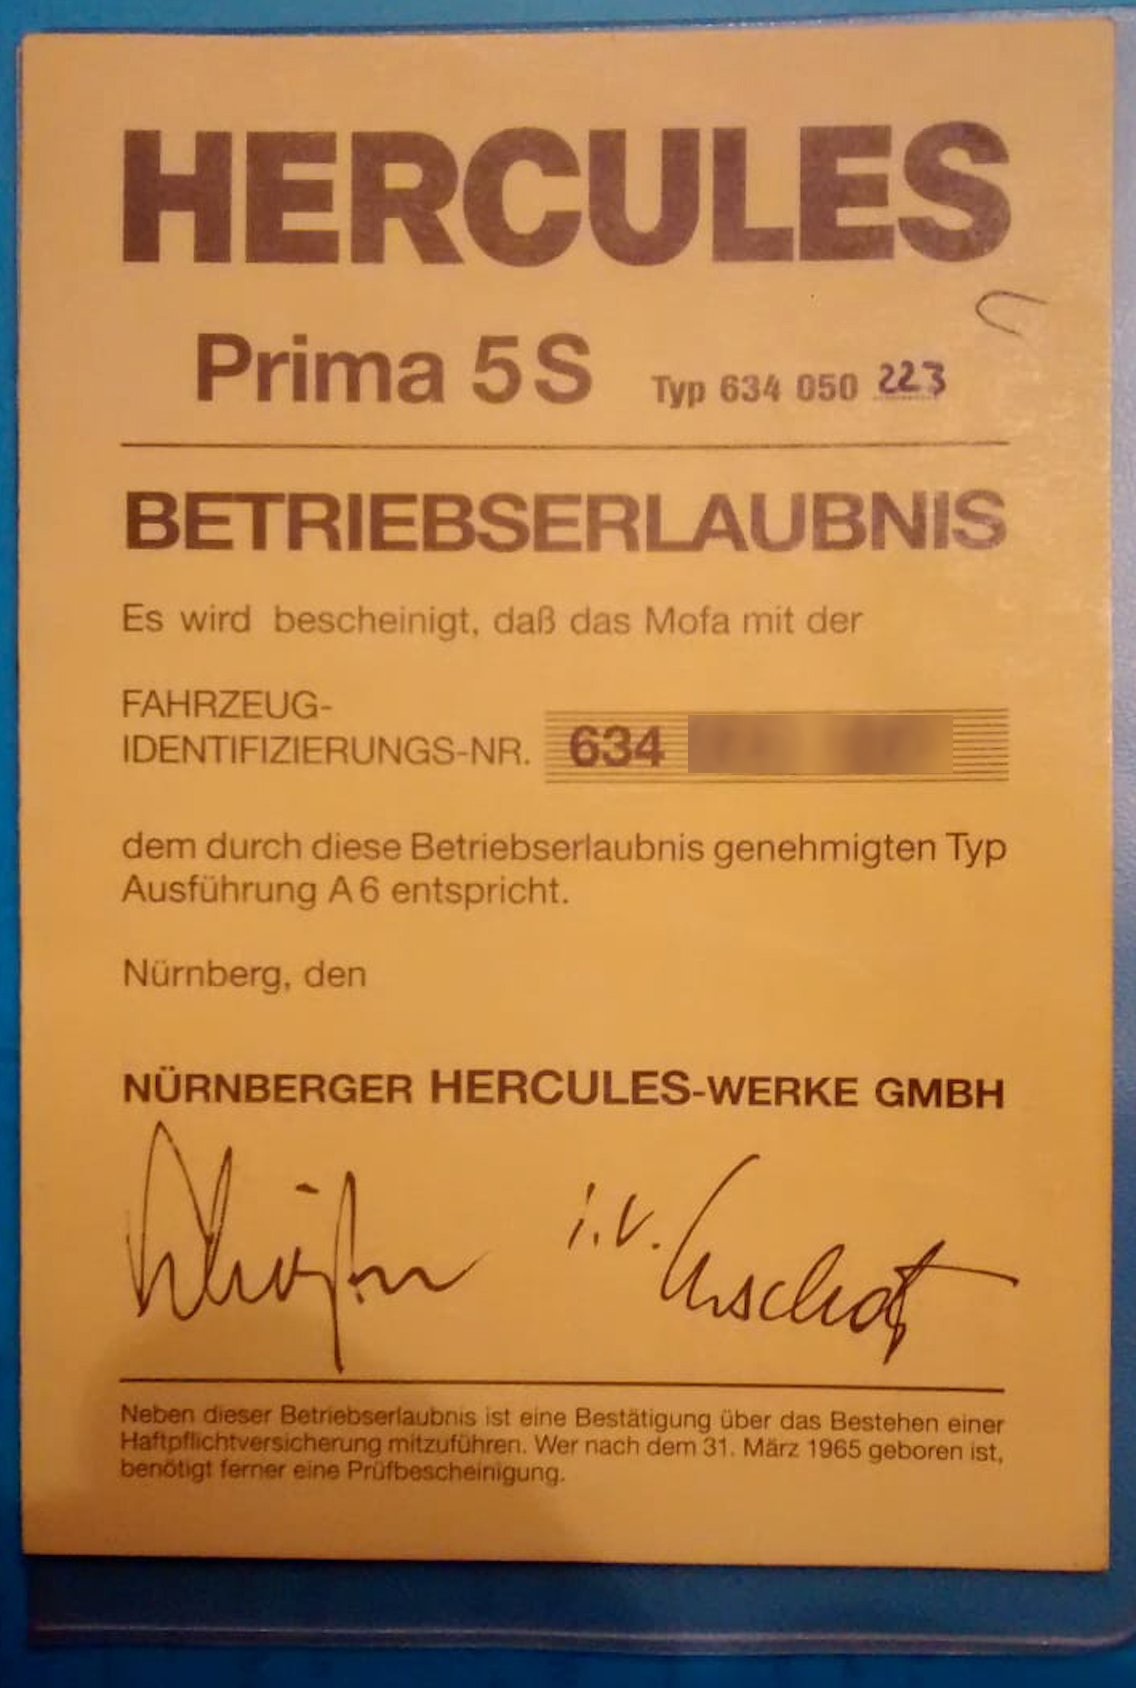 HERCULES
Prima 5S Typ 634 050 223
BETRIEBSERLAUBNIS
Es wird bescheinigt, daß das Mofa mit der
FAHRZEUG-
IDENTIFIZIERUNGS-NR. 634
dem durch diese Betriebserlaubnis genehmigten Typ
Ausführung A 6 entspricht.
Nürnberg, den
NÜRNBERGER HERCULES-WERKE GMBH
i.V.
Neben dieser Betriebserlaubnis ist eine Bestätigung über das Bestehen einer
Haftpflichtversicherung mitzuführen. Wer nach dem 31. März 1965 geboren ist,
benötigt ferner eine Prüfbescheinigung.